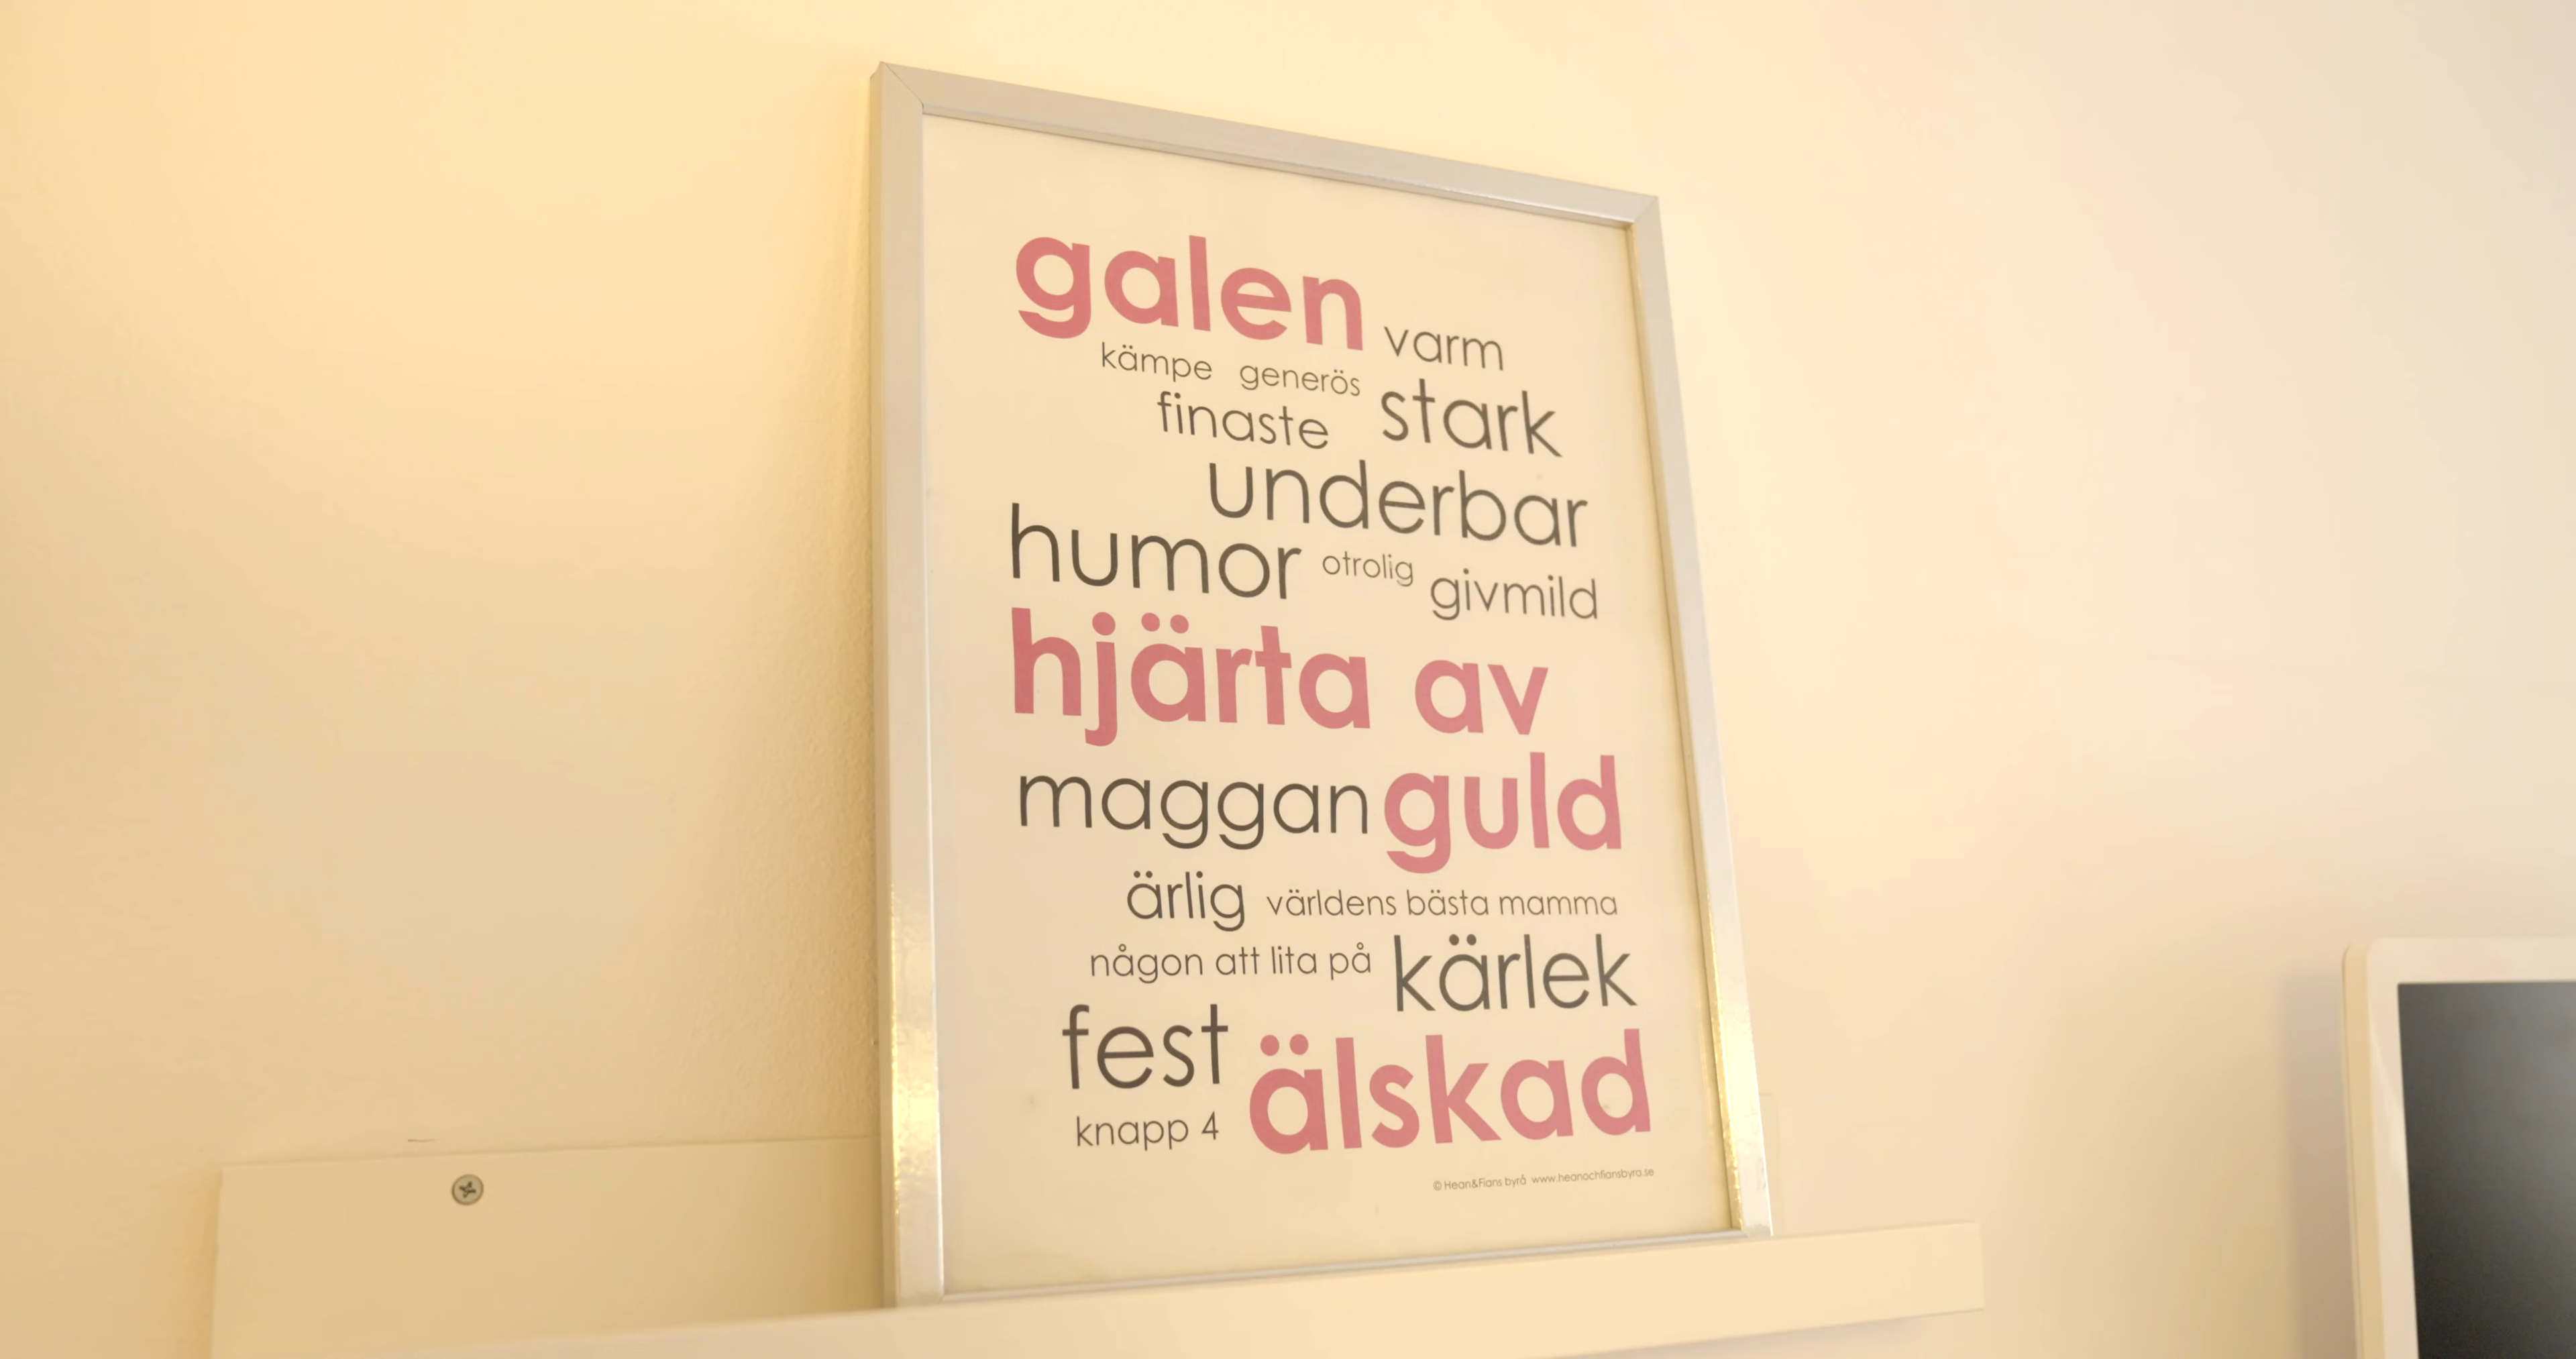 galen varm
kämpe generös
finaste stark
underbar
humor otrolig givmild
hjärta av
maggan guld
ärlig världens bästa mamma
någon att lita på kärlek
fest älskad
knapp 4
© Hean&Fians byrå www.heanochfiansbyra.se